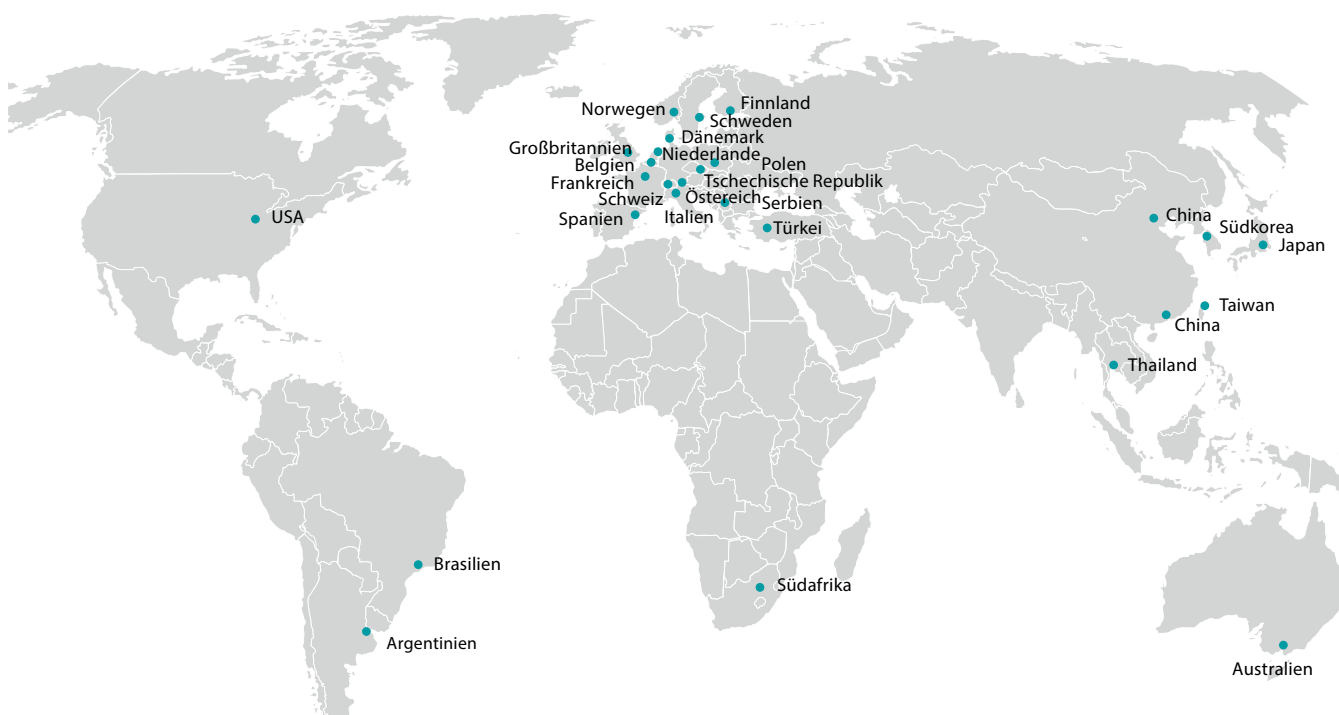 Norwegen
Finnland
Schweden
Dänemark
Großbritannien
Niederlande
Belgien
Polen
Frankreich
Tschechische Republik
Schweiz
Östereich
Serbien
Spanien
Italien
Türkei
USA
China
Südkorea
Japan
Taiwan
China
Thailand
Brasilien
Südafrika
Argentinien
Australien